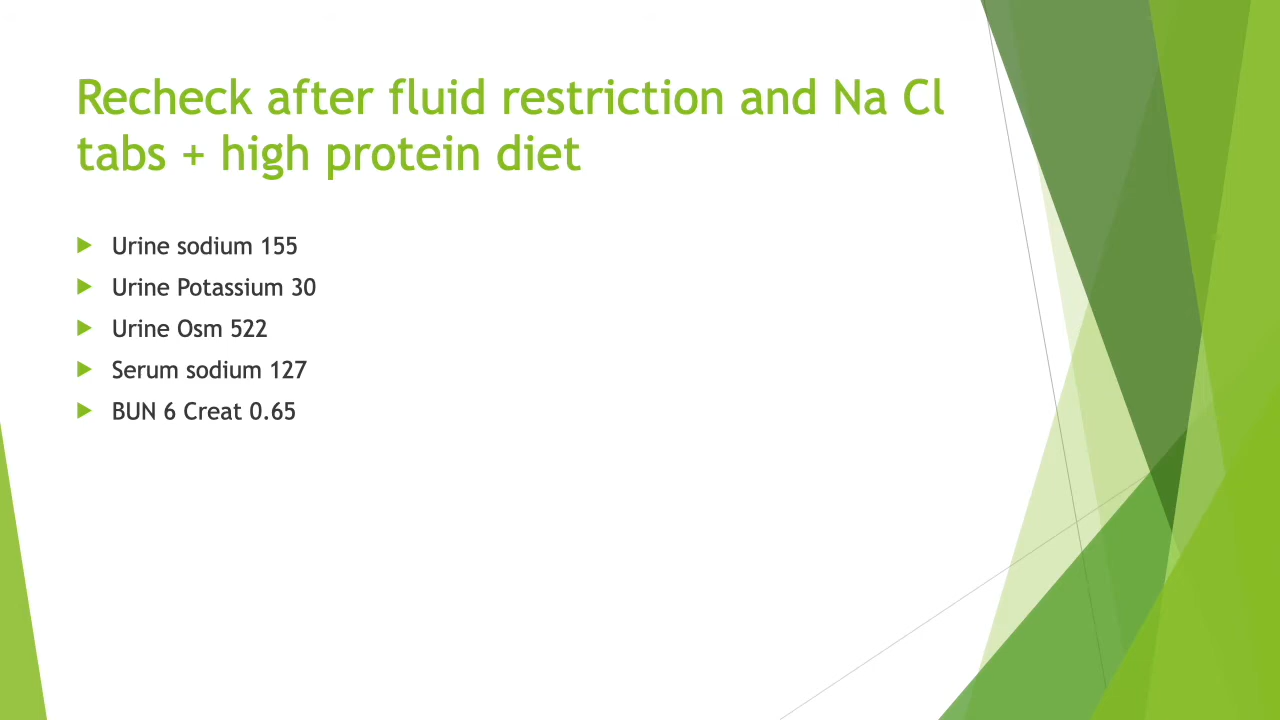 Recheck after fluid restriction and Na Cl
tabs + high protein diet
Urine sodium 155
Urine Potassium 30
Urine Osm 522
Serum sodium 127
BUN 6 Creat 0.65